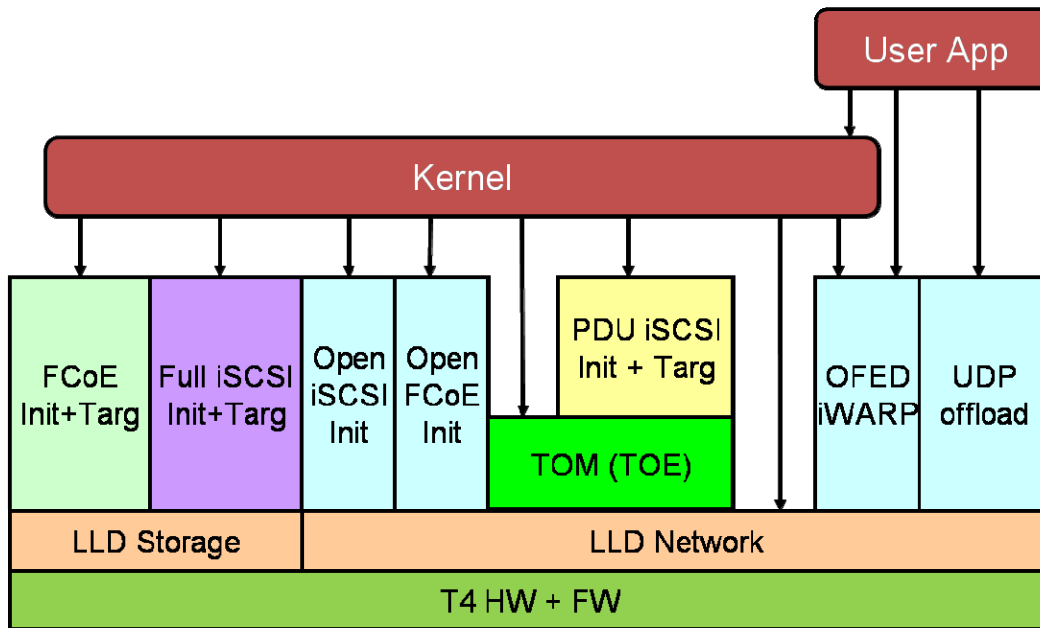 User App
Kernel
FCoE
Init+Targ
Full iSCSI
Init+Targ
Open
iSCSI
Init
Open
FCoE
Init
PDU iSCSI
Init + Targ
TOM (TOE)
OFED
iWARP
UDP
offload
LLD Storage
LLD Network
T4 HW + FW